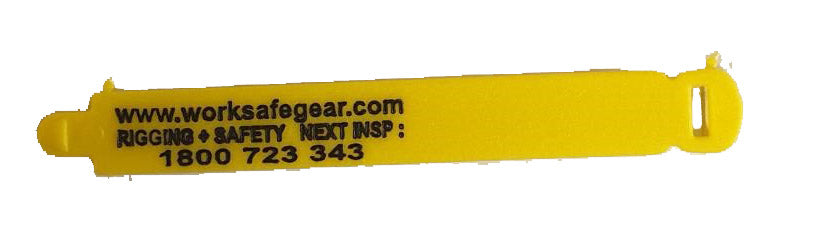 www.worksafegear.com
RIGGING + SAFETY NEXT INSP :
1800 723 343